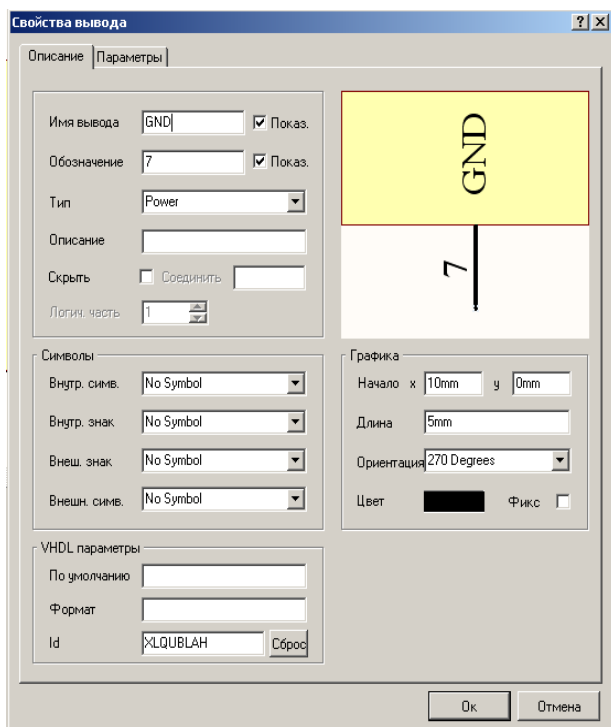 Свойства вывода
Описание Параметры
Имя вывода GND Показ.
Обозначение 7 Показ.
Тип Power
Описание
Скрыть Соединить
Логич. часть 1
GND
7
Символы
Внутр. симв. No Symbol
Внутр. знак No Symbol
Внеш. знак No Symbol
Внешн. симв. No Symbol
Графика
Начало x 10mm y 0mm
Длина 5mm
Ориентация 270 Degrees
Цвет Фикс
VHDL параметры
По умолчанию
Формат
Id XLQUBLAH Сброс
Ок Отмена